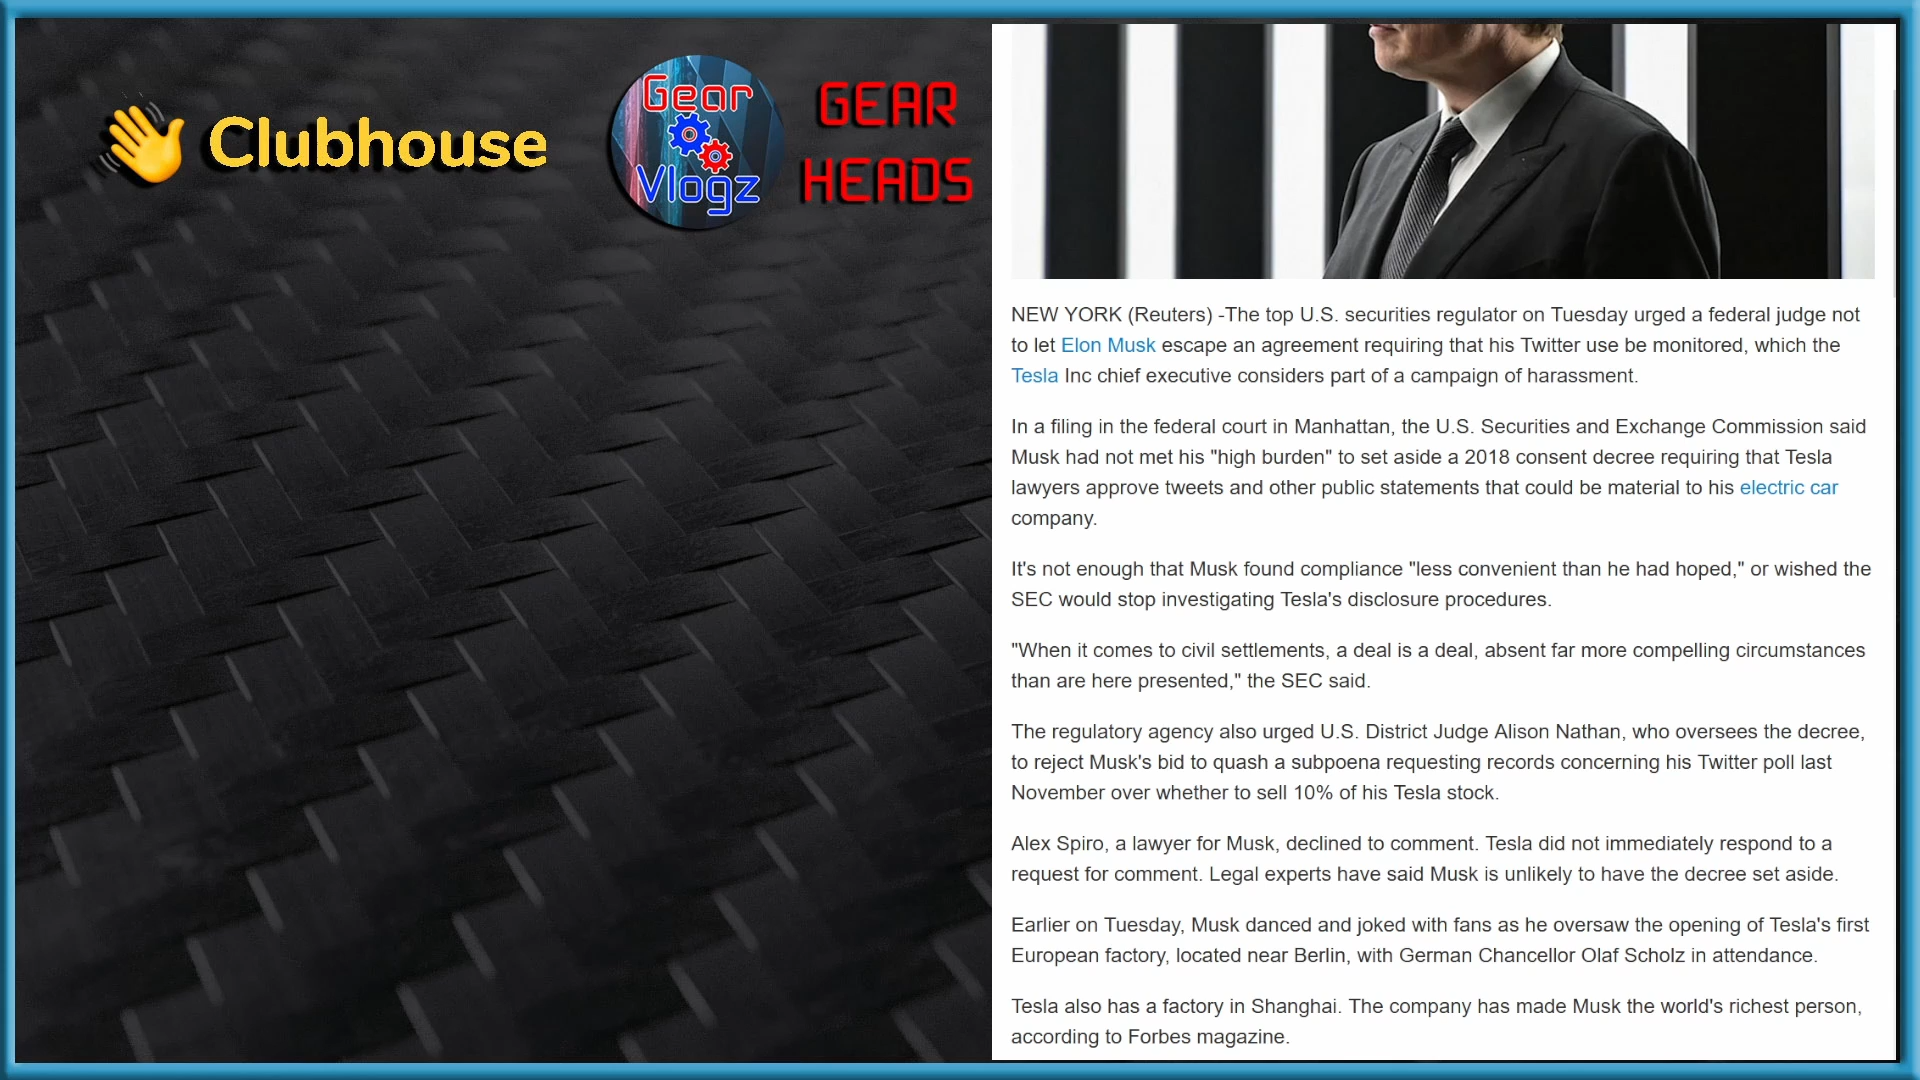 Clubhouse
Gear
Vlogz
GEAR
HEADS
NEW YORK (Reuters) -The top U.S. securities regulator on Tuesday urged a federal judge not
to let Elon Musk escape an agreement requiring that his Twitter use be monitored, which the
Tesla Inc chief executive considers part of a campaign of harassment.
In a filing in the federal court in Manhattan, the U.S. Securities and Exchange Commission said
Musk had not met his "high burden" to set aside a 2018 consent decree requiring that Tesla
lawyers approve tweets and other public statements that could be material to his electric car
company.
It's not enough that Musk found compliance "less convenient than he had hoped," or wished the
SEC would stop investigating Tesla's disclosure procedures.
"When it comes to civil settlements, a deal is a deal, absent far more compelling circumstances
than are here presented," the SEC said.
The regulatory agency also urged U.S. District Judge Alison Nathan, who oversees the decree,
to reject Musk's bid to quash a subpoena requesting records concerning his Twitter poll last
November over whether to sell 10% of his Tesla stock.
Alex Spiro, a lawyer for Musk, declined to comment. Tesla did not immediately respond to a
request for comment. Legal experts have said Musk is unlikely to have the decree set aside.
Earlier on Tuesday, Musk danced and joked with fans as he oversaw the opening of Tesla's first
European factory, located near Berlin, with German Chancellor Olaf Scholz in attendance.
Tesla also has a factory in Shanghai. The company has made Musk the world's richest person,
according to Forbes magazine.